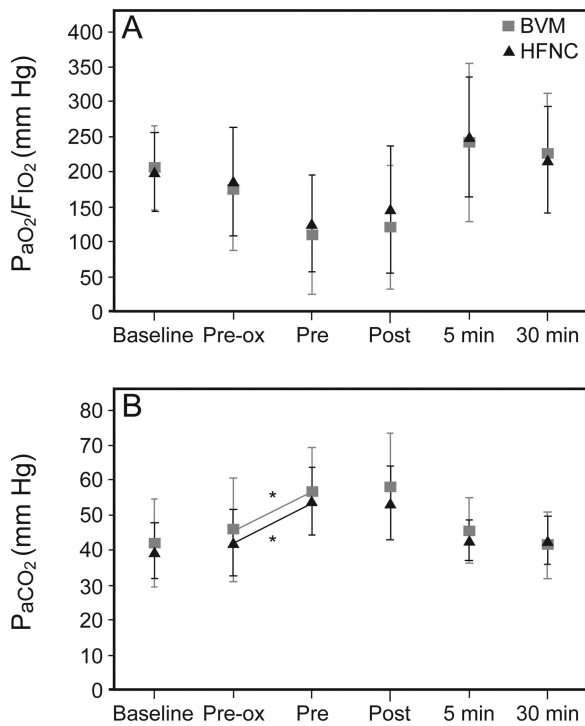 A
BVM
HFNC
PaO2/FIO2 (mm Hg)
400
350
300
250
200
150
100
50
0
Baseline Pre-ox Pre Post 5 min 30 min
B
PaCO2 (mm Hg)
80
70
60
50
40
30
20
10
0
*
*
Baseline Pre-ox Pre Post 5 min 30 min